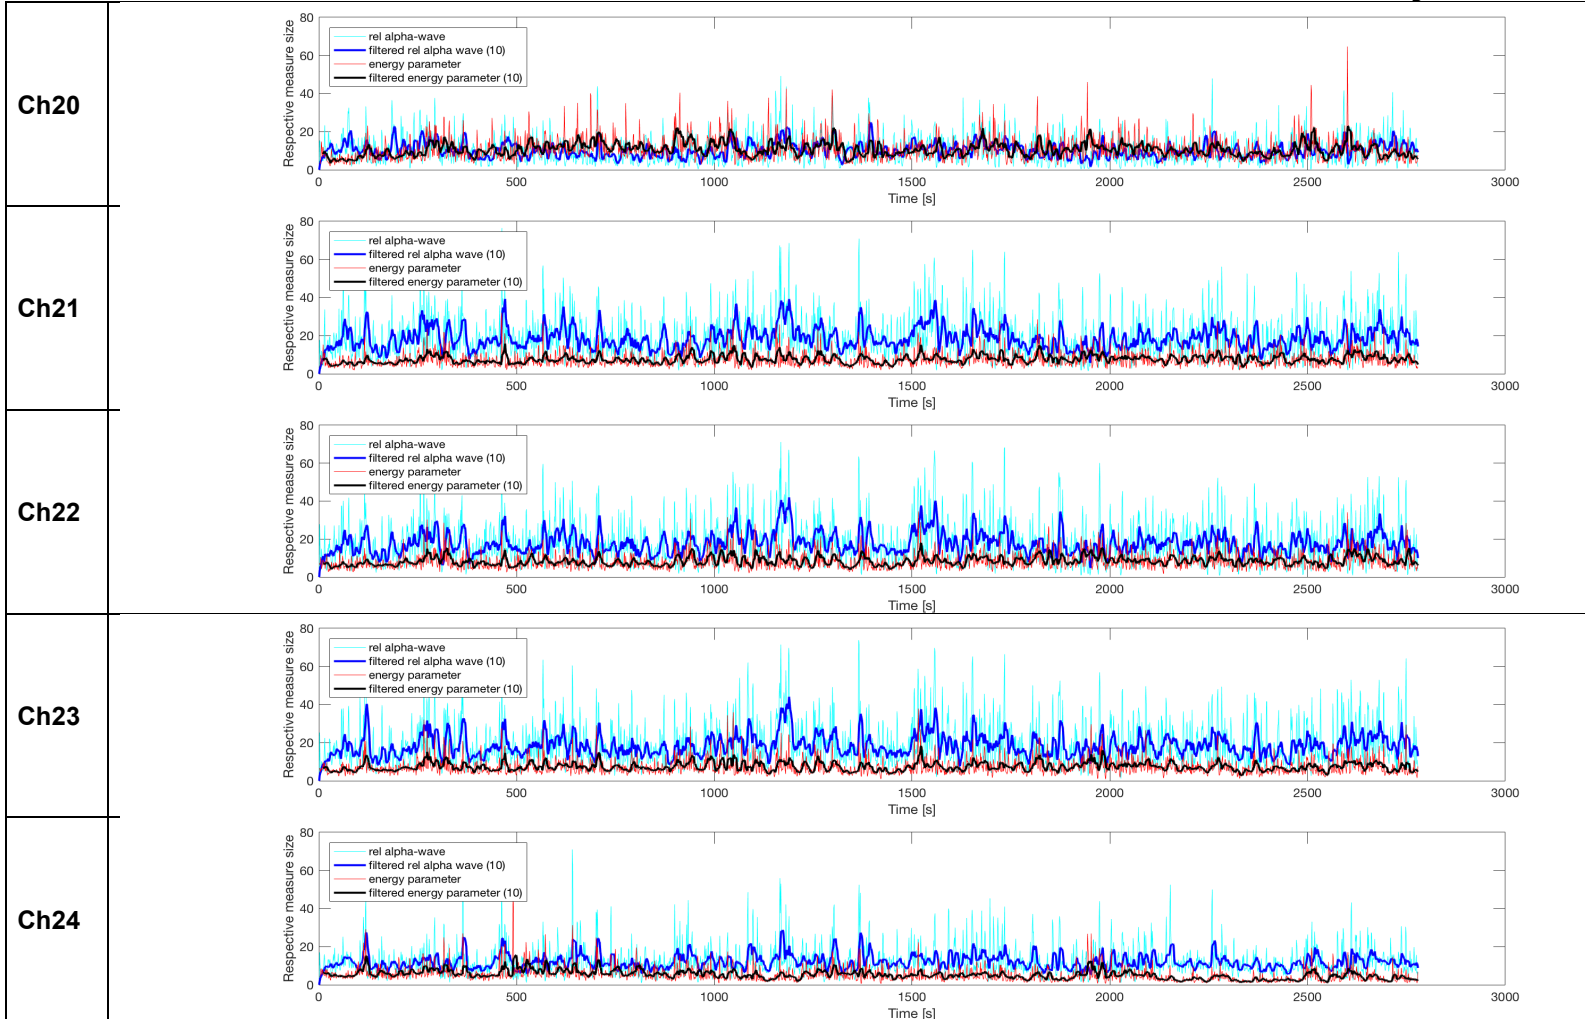 Ch20
80
60
40
20
0
Respective measure size
rel alpha-wave
filtered rel alpha wave (10)
energy parameter
filtered energy parameter (10)
0 500 1000 1500 2000 2500 3000
Time [s]
Ch21
80
60
40
20
0
Respective measure size
rel alpha-wave
filtered rel alpha wave (10)
energy parameter
filtered energy parameter (10)
0 500 1000 1500 2000 2500 3000
Time [s]
Ch22
80
60
40
20
0
Respective measure size
rel alpha-wave
filtered rel alpha wave (10)
energy parameter
filtered energy parameter (10)
0 500 1000 1500 2000 2500 3000
Time [s]
Ch23
80
60
40
20
0
Respective measure size
rel alpha-wave
filtered rel alpha wave (10)
energy parameter
filtered energy parameter (10)
0 500 1000 1500 2000 2500 3000
Time [s]
Ch24
80
60
40
20
0
Respective measure size
rel alpha-wave
filtered rel alpha wave (10)
energy parameter
filtered energy parameter (10)
0 500 1000 1500 2000 2500 3000
Time [s]